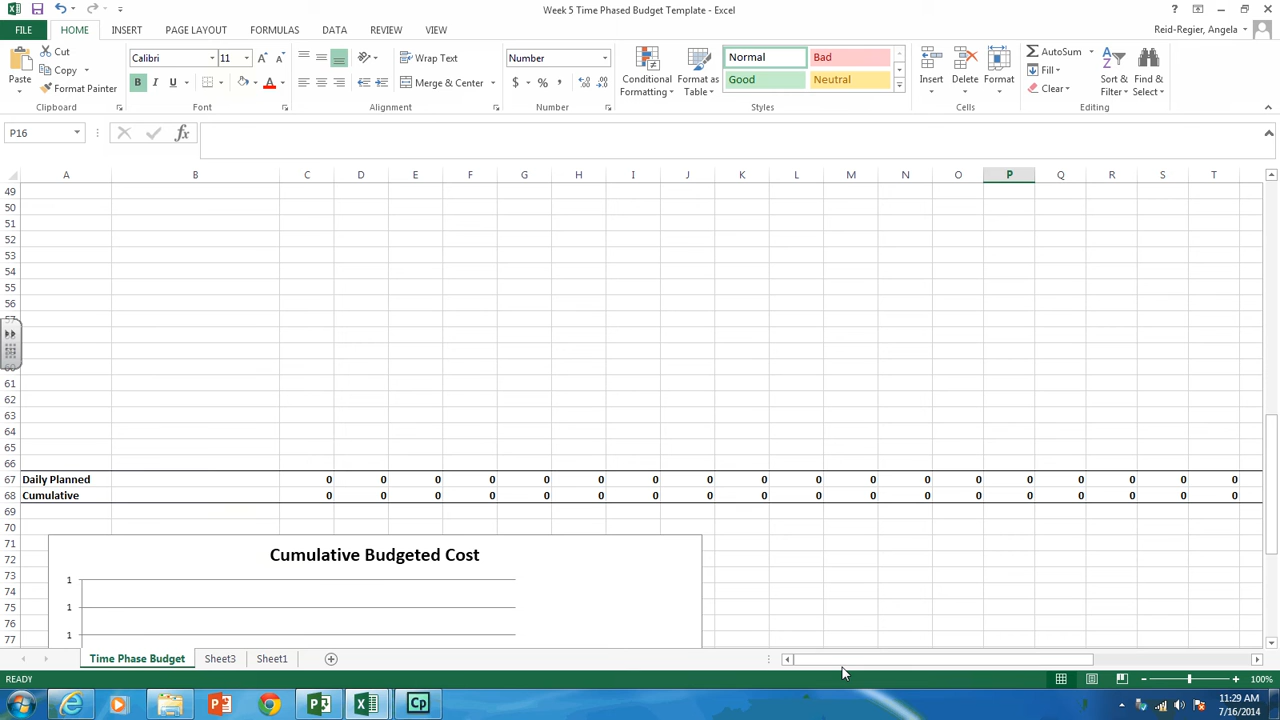 Week 5 Time Phased Budget Template - Excel
FILE HOME INSERT PAGE LAYOUT FORMULAS DATA REVIEW VIEW Reid-Regier, Angela
Paste
Cut
Copy
Format Painter
Clipboard
Calibri 11
B I U
Font
Wrap Text
Merge & Center
Alignment
Number
$ % ,
Number
Conditional Formatting
Format as Table
Normal Bad
Good Neutral
Styles
Insert Delete Format
Cells
AutoSum
Fill
Clear
Sort & Filter
Find & Select
Editing
P16 fx
A B C D E F G H I J K L M N O P Q R S T
49
50
51
52
53
54
55
56
57
61
62
63
64
65
66
67 Daily Planned 0 0 0 0 0 0 0 0 0 0 0 0 0 0 0 0 0 0
68 Cumulative 0 0 0 0 0 0 0 0 0 0 0 0 0 0 0 0 0 0
69
70
71
72 Cumulative Budgeted Cost
73 1
74
75 1
76
77 1
Time Phase Budget Sheet3 Sheet1
READY 100%
Cp
11:29 AM
7/16/2014